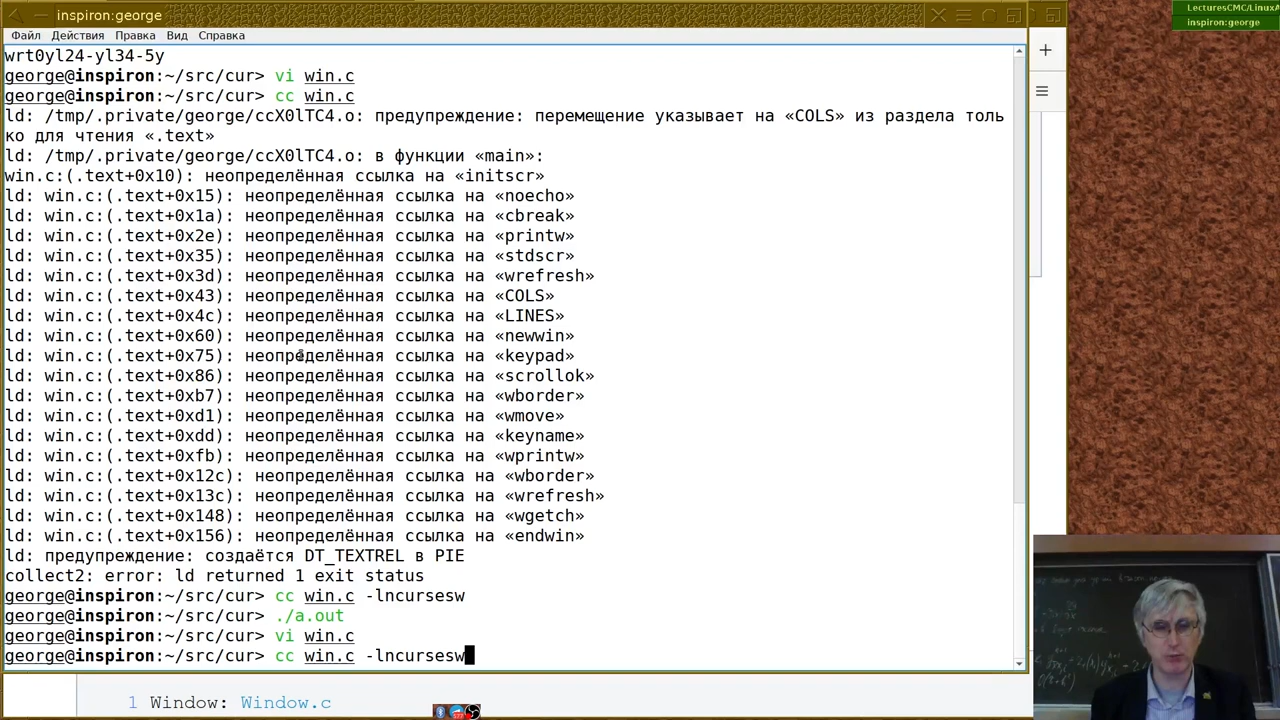 inspiron:george
Файл Действия Правка Вид Справка
wrt0yl24-yl34-5y
george@inspiron:~/src/cur> vi win.c
george@inspiron:~/src/cur> cc win.c
ld: /tmp/.private/george/ccX0lTC4.o: предупреждение: перемещение указывает на «COLS» из раздела толь
ко для чтения «.text»
ld: /tmp/.private/george/ccX0lTC4.o: в функции «main»:
win.c:(.text+0x10): неопределённая ссылка на «initscr»
ld: win.c:(.text+0x15): неопределённая ссылка на «noecho»
ld: win.c:(.text+0x1a): неопределённая ссылка на «cbreak»
ld: win.c:(.text+0x2e): неопределённая ссылка на «printw»
ld: win.c:(.text+0x35): неопределённая ссылка на «stdscr»
ld: win.c:(.text+0x3d): неопределённая ссылка на «wrefresh»
ld: win.c:(.text+0x43): неопределённая ссылка на «COLS»
ld: win.c:(.text+0x4c): неопределённая ссылка на «LINES»
ld: win.c:(.text+0x60): неопределённая ссылка на «newwin»
ld: win.c:(.text+0x75): неопределённая ссылка на «keypad»
ld: win.c:(.text+0x86): неопределённая ссылка на «scrollok»
ld: win.c:(.text+0xb7): неопределённая ссылка на «wborder»
ld: win.c:(.text+0xd1): неопределённая ссылка на «wmove»
ld: win.c:(.text+0xdd): неопределённая ссылка на «keyname»
ld: win.c:(.text+0xfb): неопределённая ссылка на «wprintw»
ld: win.c:(.text+0x12c): неопределённая ссылка на «wborder»
ld: win.c:(.text+0x13c): неопределённая ссылка на «wrefresh»
ld: win.c:(.text+0x148): неопределённая ссылка на «wgetch»
ld: win.c:(.text+0x156): неопределённая ссылка на «endwin»
ld: предупреждение: создаётся DT_TEXTREL в PIE
collect2: error: ld returned 1 exit status
george@inspiron:~/src/cur> cc win.c -lncursesw
george@inspiron:~/src/cur> ./a.out
george@inspiron:~/src/cur> vi win.c
george@inspiron:~/src/cur> cc win.c -lncursesw
1 Window: Window.c
LecturesCMC/LinuxA
inspiron:george